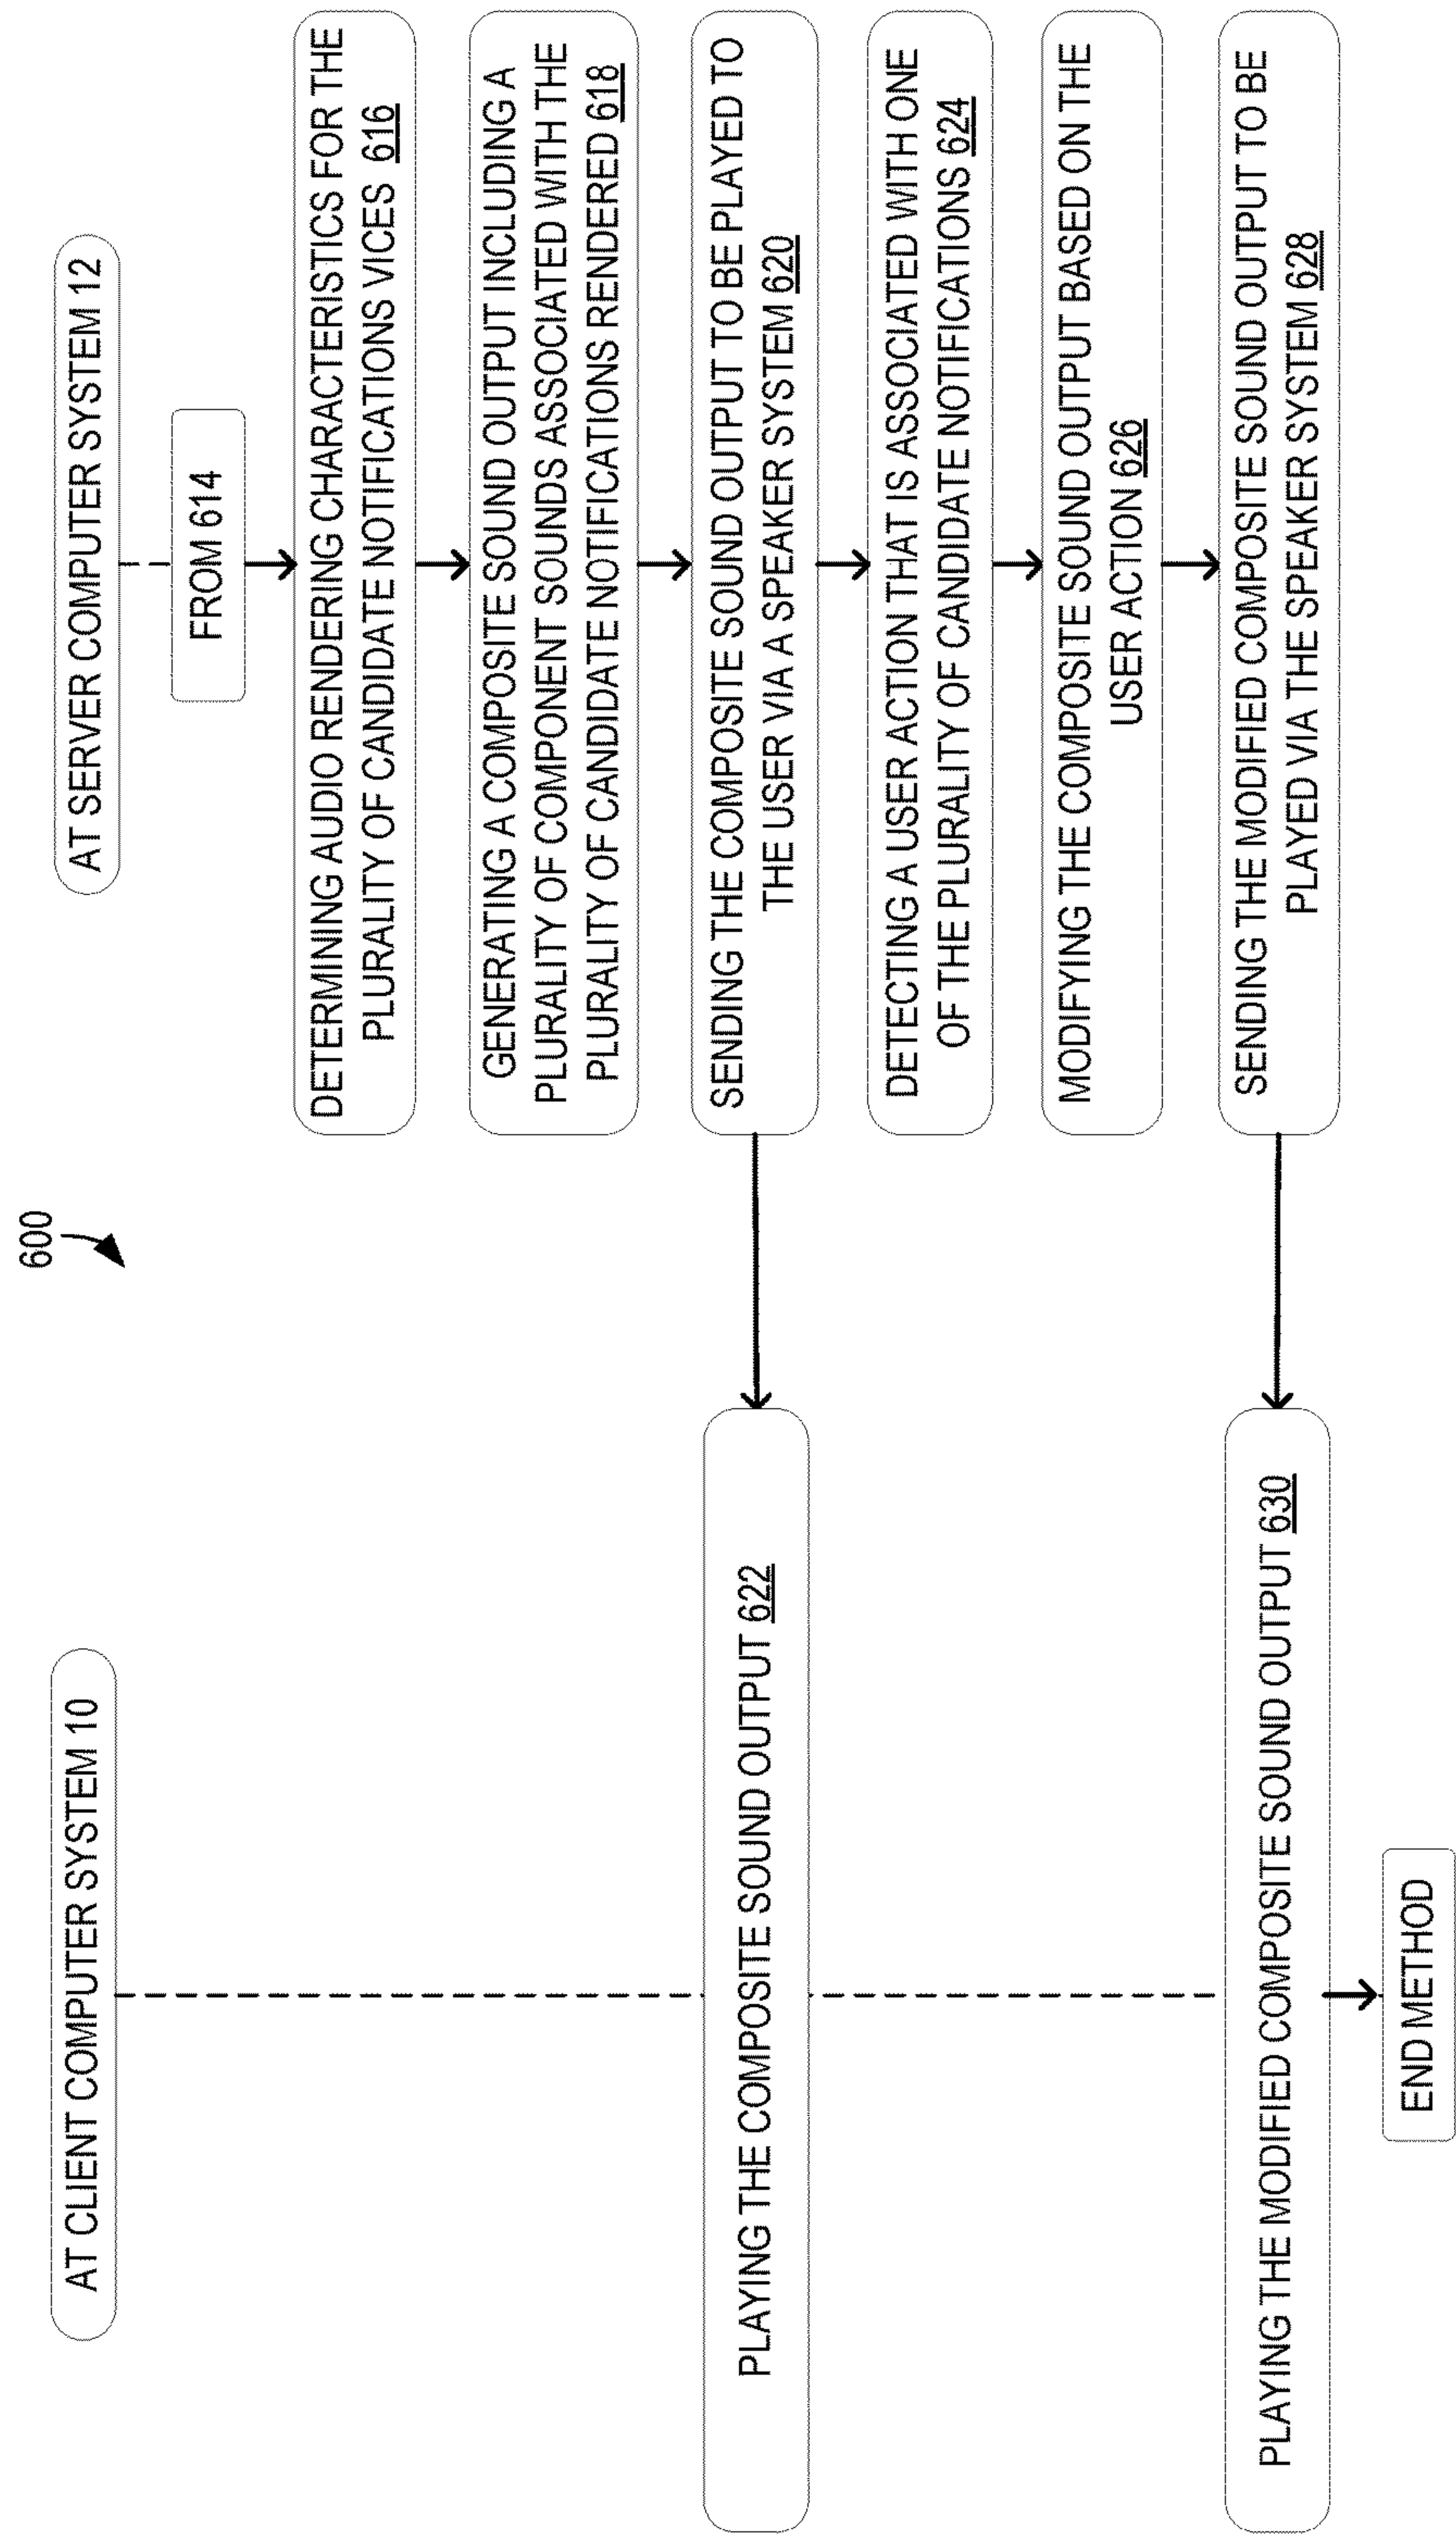 600
AT CLIENT COMPUTER SYSTEM 10
AT SERVER COMPUTER SYSTEM 12
FROM 614
DETERMINING AUDIO RENDERING CHARACTERISTICS FOR THE
PLURALITY OF CANDIDATE NOTIFICATIONS VICES 616
GENERATING A COMPOSITE SOUND OUTPUT INCLUDING A
PLURALITY OF COMPONENT SOUNDS ASSOCIATED WITH THE
PLURALITY OF CANDIDATE NOTIFICATIONS RENDERED 618
SENDING THE COMPOSITE SOUND OUTPUT TO BE PLAYED TO
THE USER VIA A SPEAKER SYSTEM 620
PLAYING THE COMPOSITE SOUND OUTPUT 622
DETECTING A USER ACTION THAT IS ASSOCIATED WITH ONE
OF THE PLURALITY OF CANDIDATE NOTIFICATIONS 624
MODIFYING THE COMPOSITE SOUND OUTPUT BASED ON THE
USER ACTION 626
SENDING THE MODIFIED COMPOSITE SOUND OUTPUT TO BE
PLAYED VIA THE SPEAKER SYSTEM 628
PLAYING THE MODIFIED COMPOSITE SOUND OUTPUT 630
END METHOD